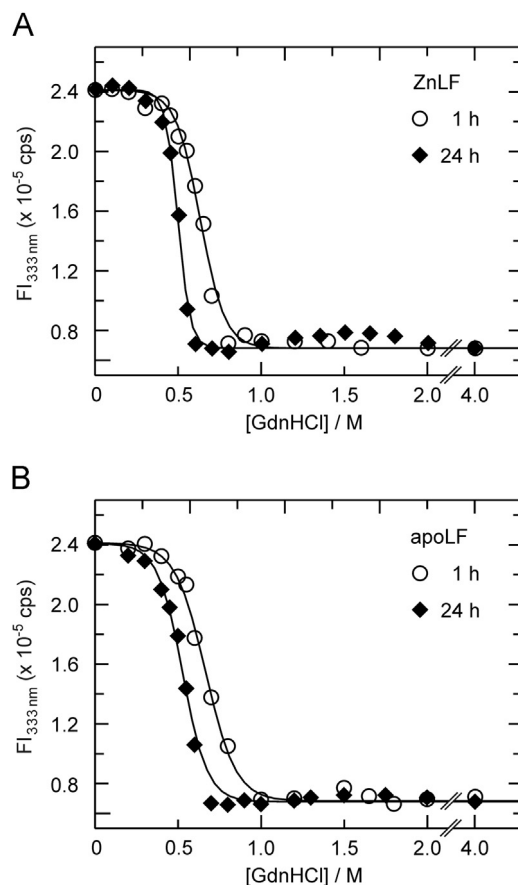 A
ZnLF
1 h
24 h
2.4
2.0
1.6
1.2
0.8
FI333 nm (x 10-5 cps)
0 0.5 1.0 1.5 2.0 4.0
[GdnHCl] / M
B
apoLF
1 h
24 h
2.4
2.0
1.6
1.2
0.8
FI333 nm (x 10-5 cps)
0 0.5 1.0 1.5 2.0 4.0
[GdnHCl] / M